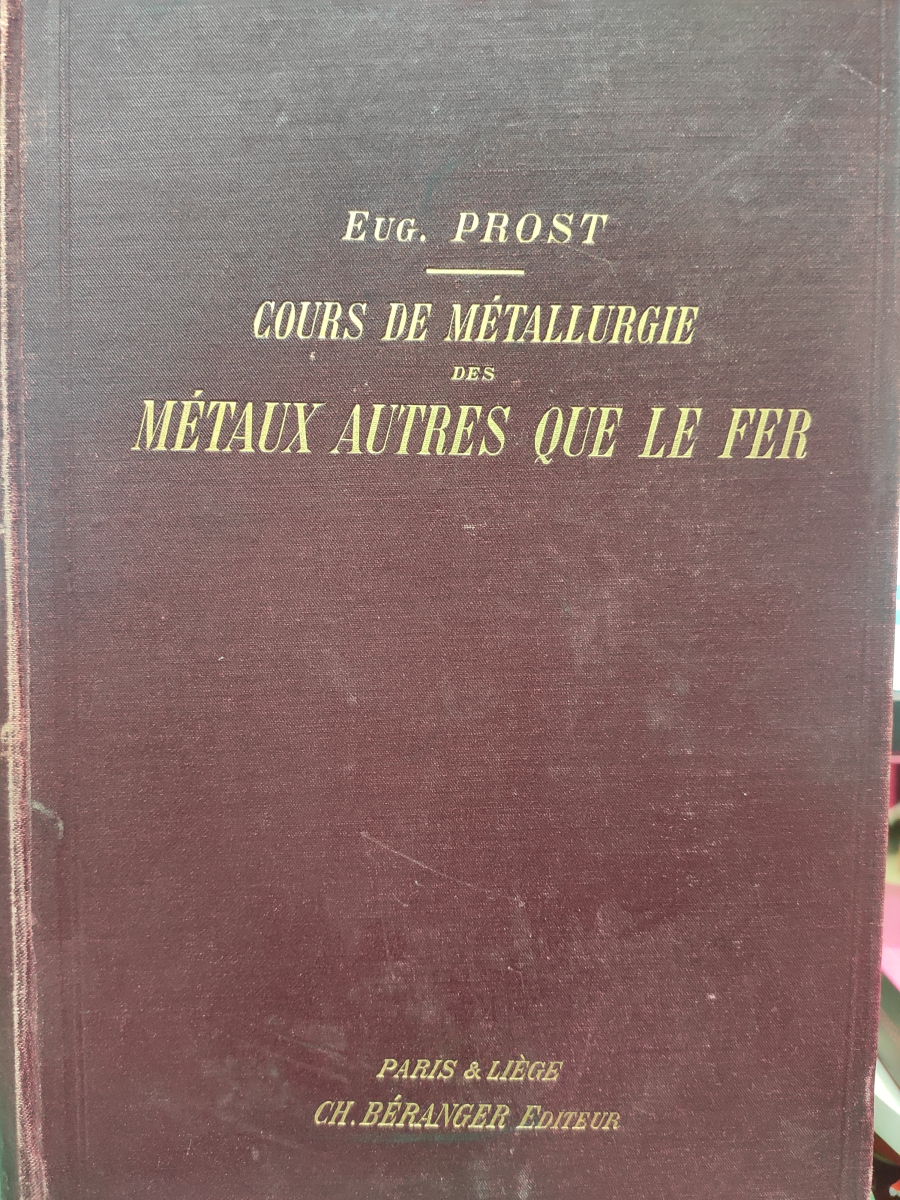 EUG. PROST
COURS DE MÉTALLURGIE
DES
MÉTAUX AUTRES QUE LE FER
PARIS & LIÈGE
CH. BÉRANGER EDITEUR